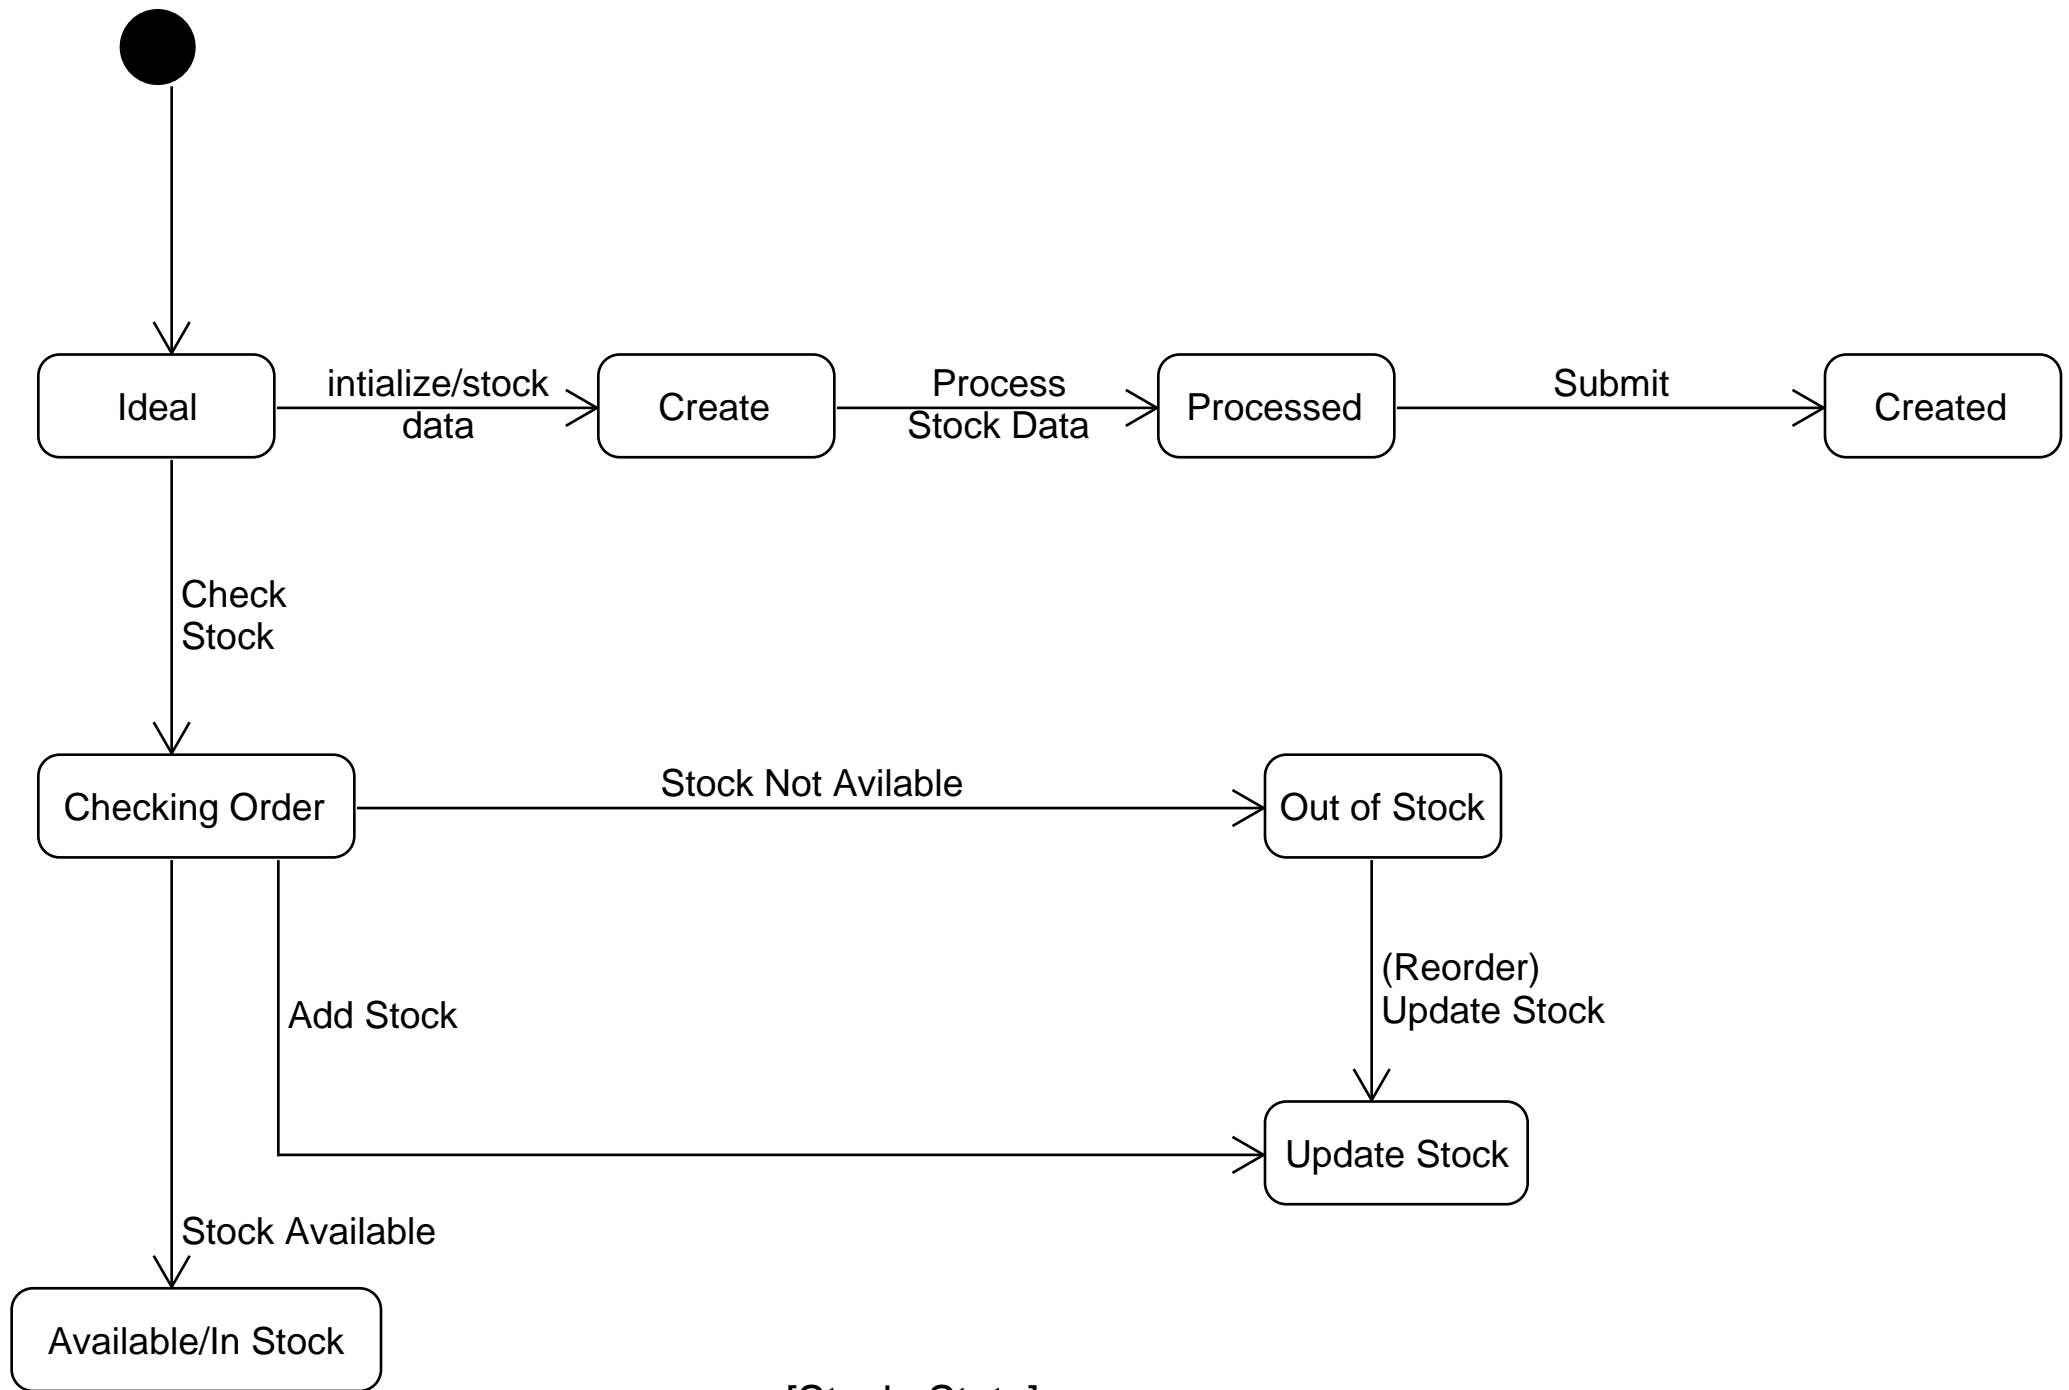 Ideal
intialize/stock
data
Create
Process
Stock Data
Processed
Submit
Created
Check
Stock
Checking Order
Stock Not Avilable
Out of Stock
(Reorder)
Update Stock
Add Stock
Update Stock
Stock Available
Available/In Stock